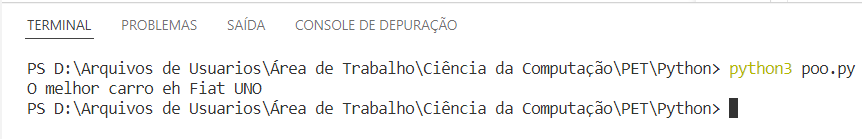 TERMINAL PROBLEMAS SAÍDA CONSOLE DE DEPURAÇÃO
PS D:\Arquivos de Usuarios\Área de Trabalho\Ciência da Computação\PET\Python> python3 poo.py
O melhor carro eh Fiat UNO
PS D:\Arquivos de Usuarios\Área de Trabalho\Ciência da Computação\PET\Python>